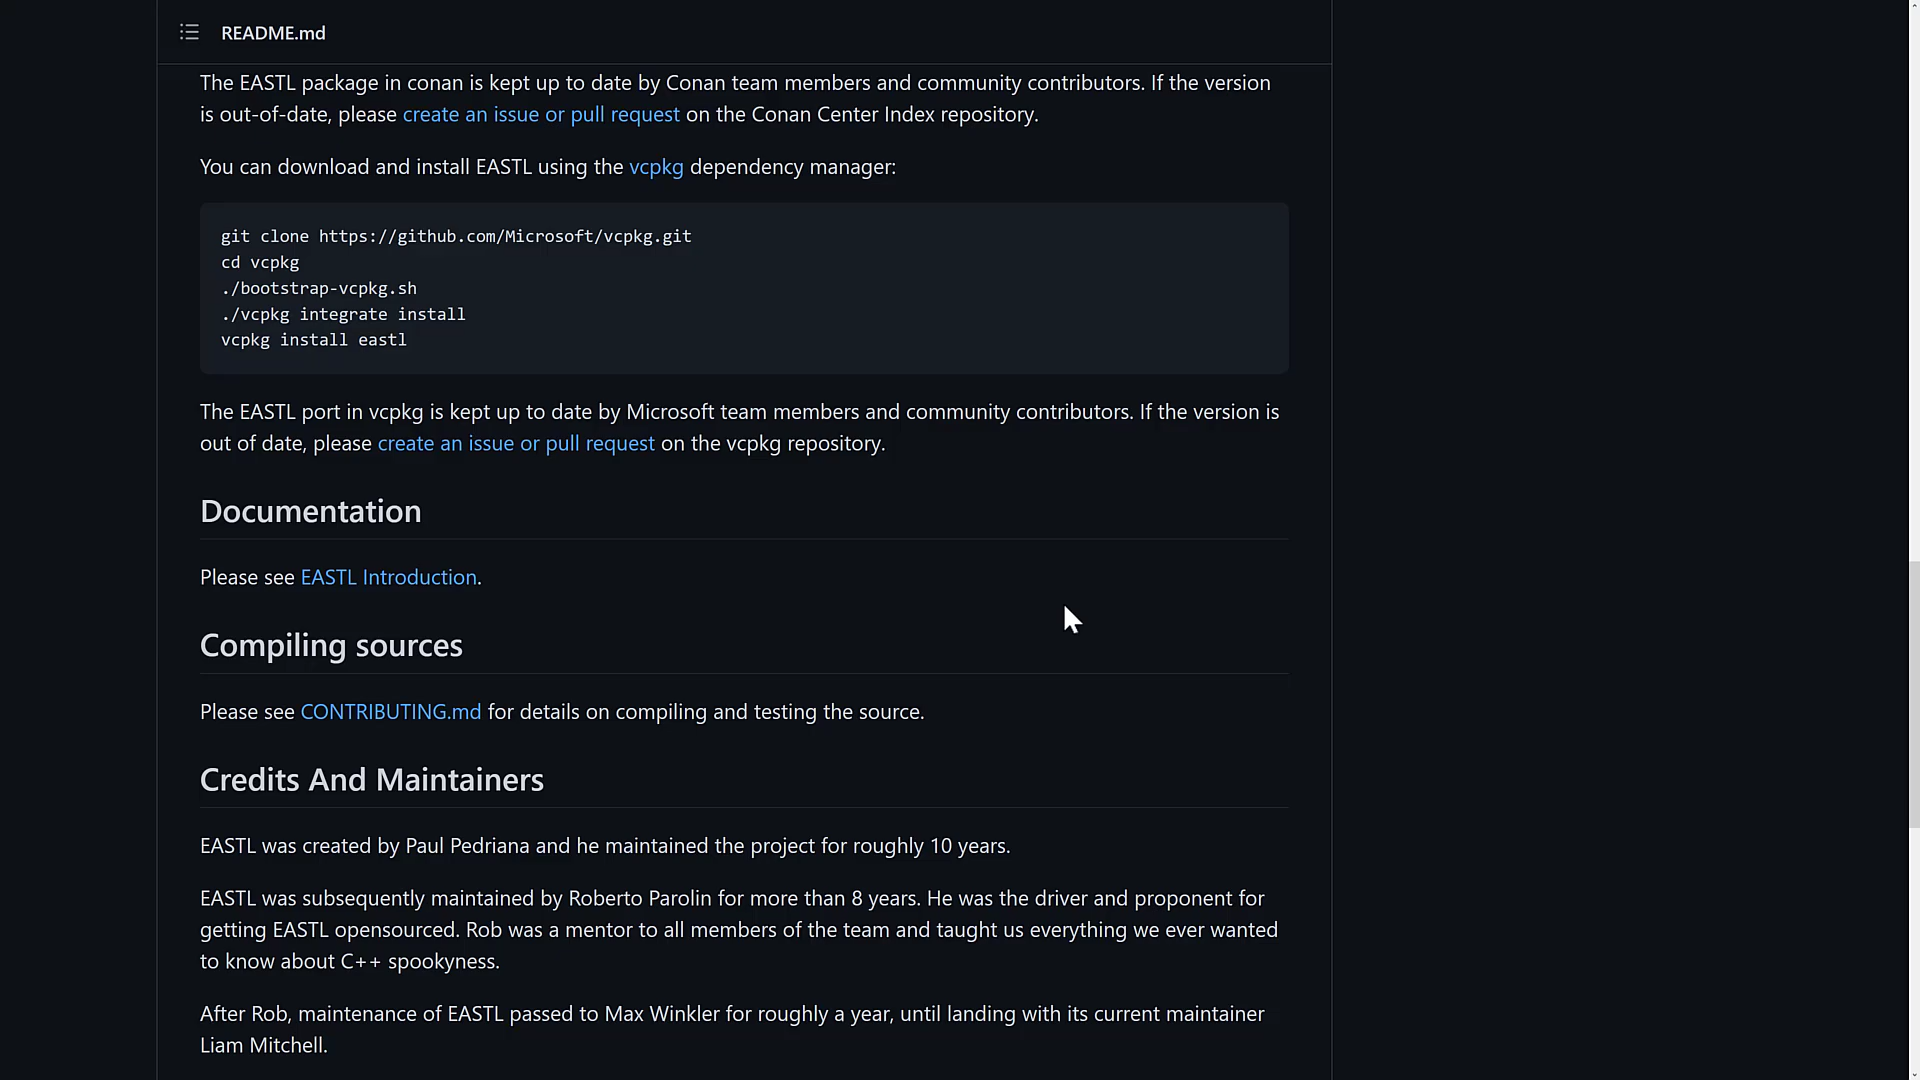 README.md
The EASTL package in conan is kept up to date by Conan team members and community contributors. If the version
is out-of-date, please create an issue or pull request on the Conan Center Index repository.
You can download and install EASTL using the vcpkg dependency manager:
git clone https://github.com/Microsoft/vcpkg.git
cd vcpkg
./bootstrap-vcpkg.sh
./vcpkg integrate install
vcpkg install eastl
The EASTL port in vcpkg is kept up to date by Microsoft team members and community contributors. If the version is
out of date, please create an issue or pull request on the vcpkg repository.
Documentation
Please see EASTL Introduction.
Compiling sources
Please see CONTRIBUTING.md for details on compiling and testing the source.
Credits And Maintainers
EASTL was created by Paul Pedriana and he maintained the project for roughly 10 years.
EASTL was subsequently maintained by Roberto Parolin for more than 8 years. He was the driver and proponent for
getting EASTL opensourced. Rob was a mentor to all members of the team and taught us everything we ever wanted
to know about C++ spookyness.
After Rob, maintenance of EASTL passed to Max Winkler for roughly a year, until landing with its current maintainer
Liam Mitchell.